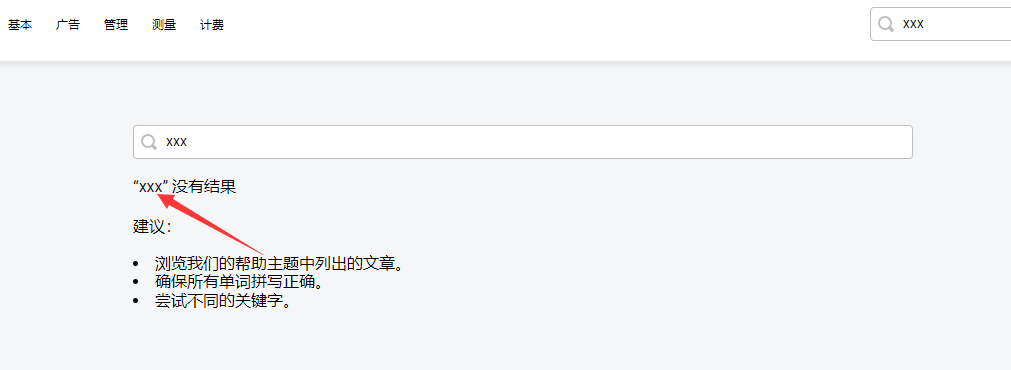 基本 广告 管理 测量 计费 xxx
xxx
“xxx” 没有结果
建议：
• 浏览我们的帮助主题中列出的文章。
• 确保所有单词拼写正确。
• 尝试不同的关键字。